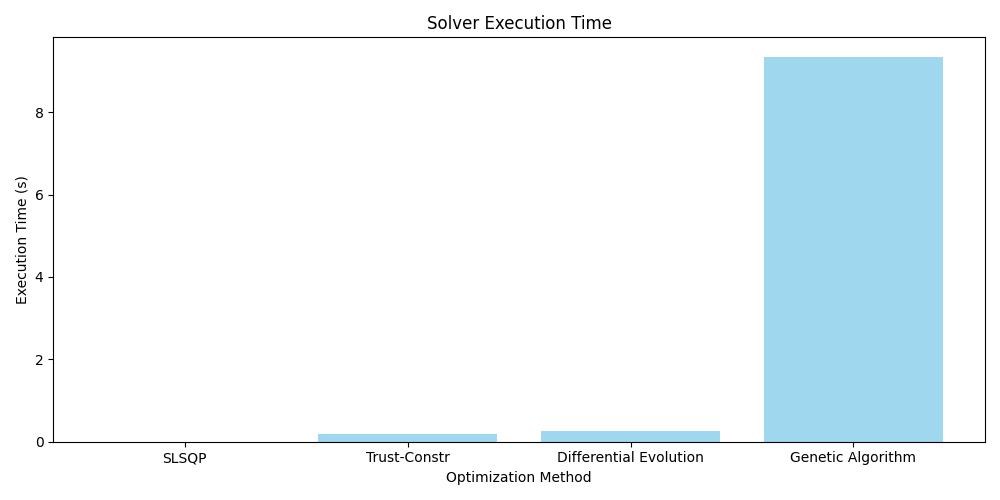 Solver Execution Time
Execution Time (s)
8
6
4
2
0
SLSQP
Trust-Constr
Differential Evolution
Genetic Algorithm
Optimization Method